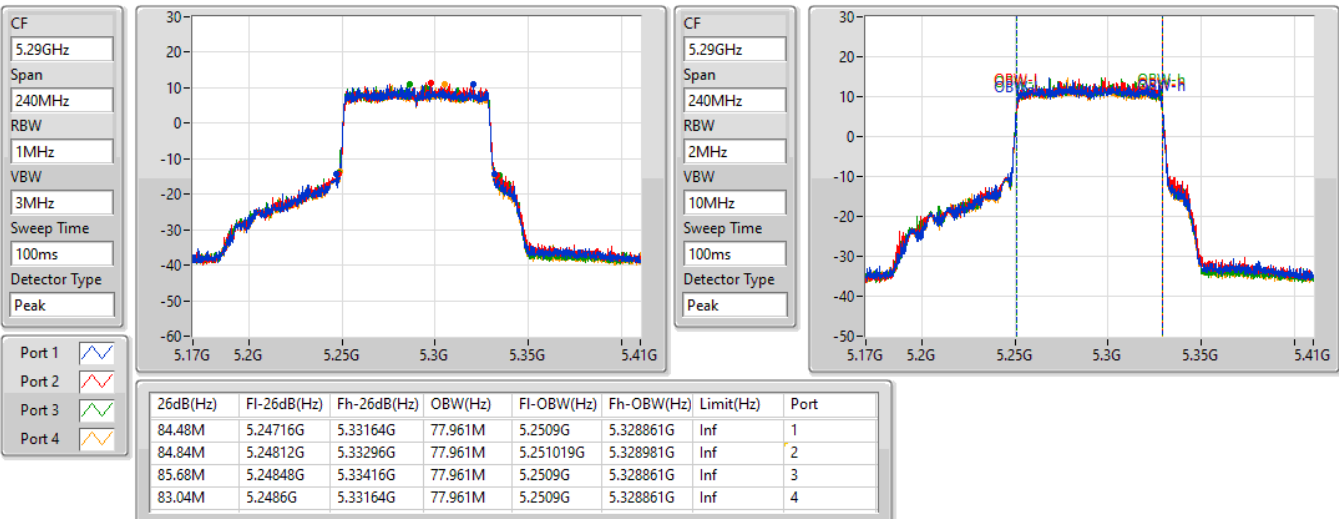 CF
5.29GHz
Span
240MHz
RBW
1MHz
VBW
3MHz
Sweep Time
100ms
Detector Type
Peak
30
20
10
0
-10
-20
-30
-40
-50
-60
5.17G 5.2G 5.25G 5.3G 5.35G 5.41G
CF
5.29GHz
Span
240MHz
RBW
2MHz
VBW
10MHz
Sweep Time
100ms
Detector Type
Peak
30
20
10
0
-10
-20
-30
-40
-50
OBW-l OBW-h
5.17G 5.2G 5.25G 5.3G 5.35G 5.41G
Port 1
Port 2
Port 3
Port 4
26dB(Hz) Fl-26dB(Hz) Fh-26dB(Hz) OBW(Hz) Fl-OBW(Hz) Fh-OBW(Hz) Limit(Hz) Port
84.48M 5.24716G 5.33164G 77.961M 5.2509G 5.328861G Inf 1
84.84M 5.24812G 5.33296G 77.961M 5.251019G 5.328981G Inf 2
85.68M 5.24848G 5.33416G 77.961M 5.2509G 5.328861G Inf 3
83.04M 5.2486G 5.33164G 77.961M 5.2509G 5.328861G Inf 4